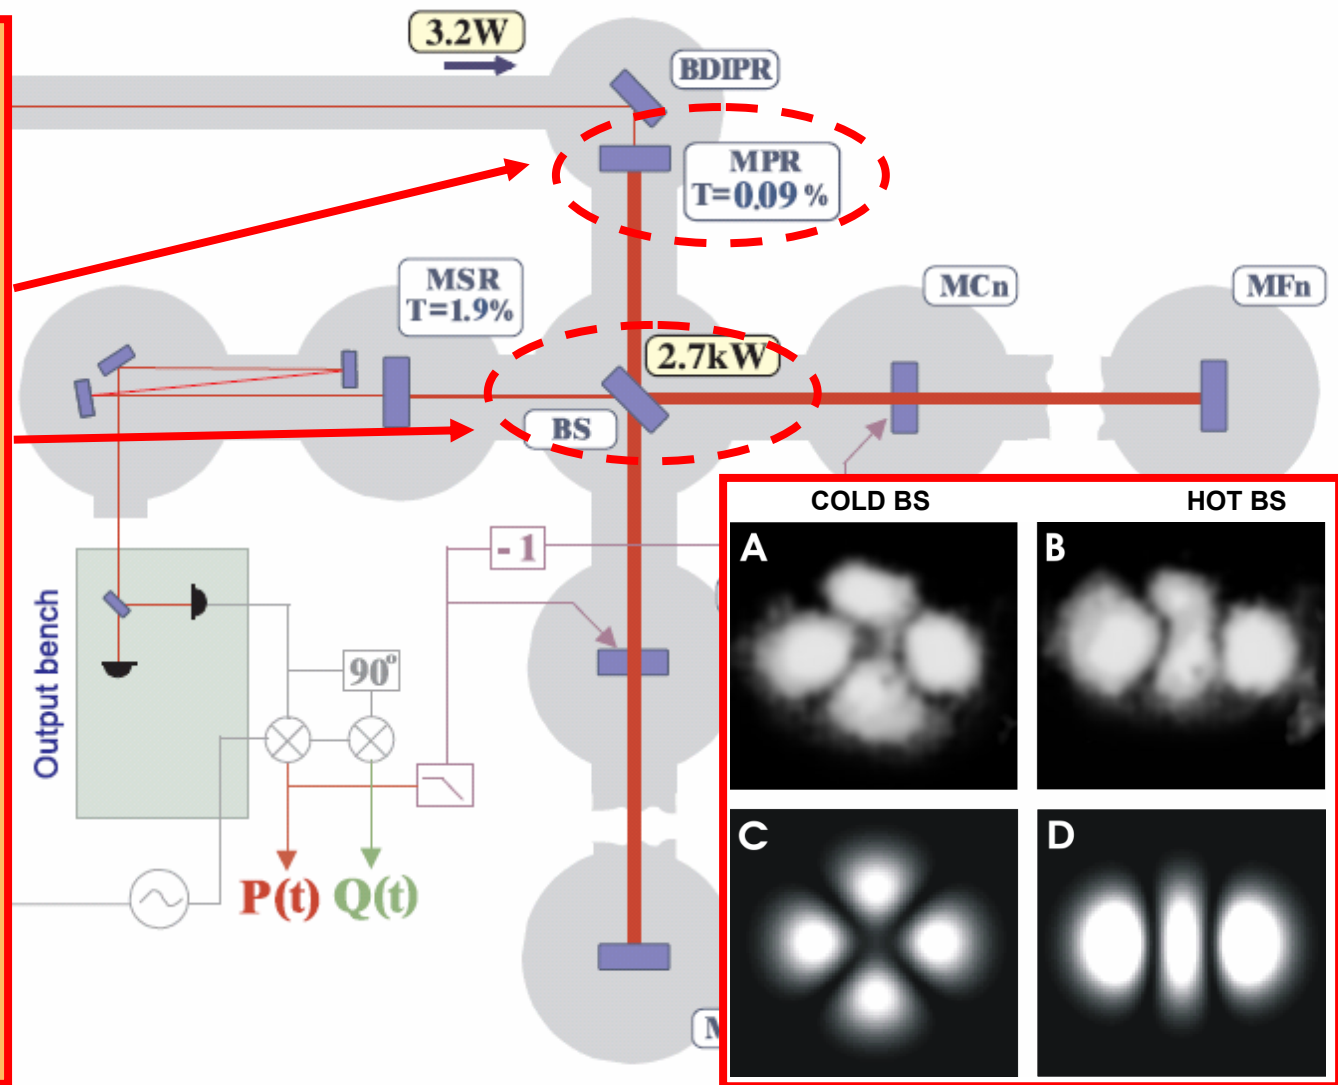 3.2W
BDIPR
MPR
T=0.09 %
MSR
T=1.9%
MCn
MFn
2.7kW
BS
COLD BS
HOT BS
A
B
- 1
Output bench
90°
C
D
P(t)
Q(t)